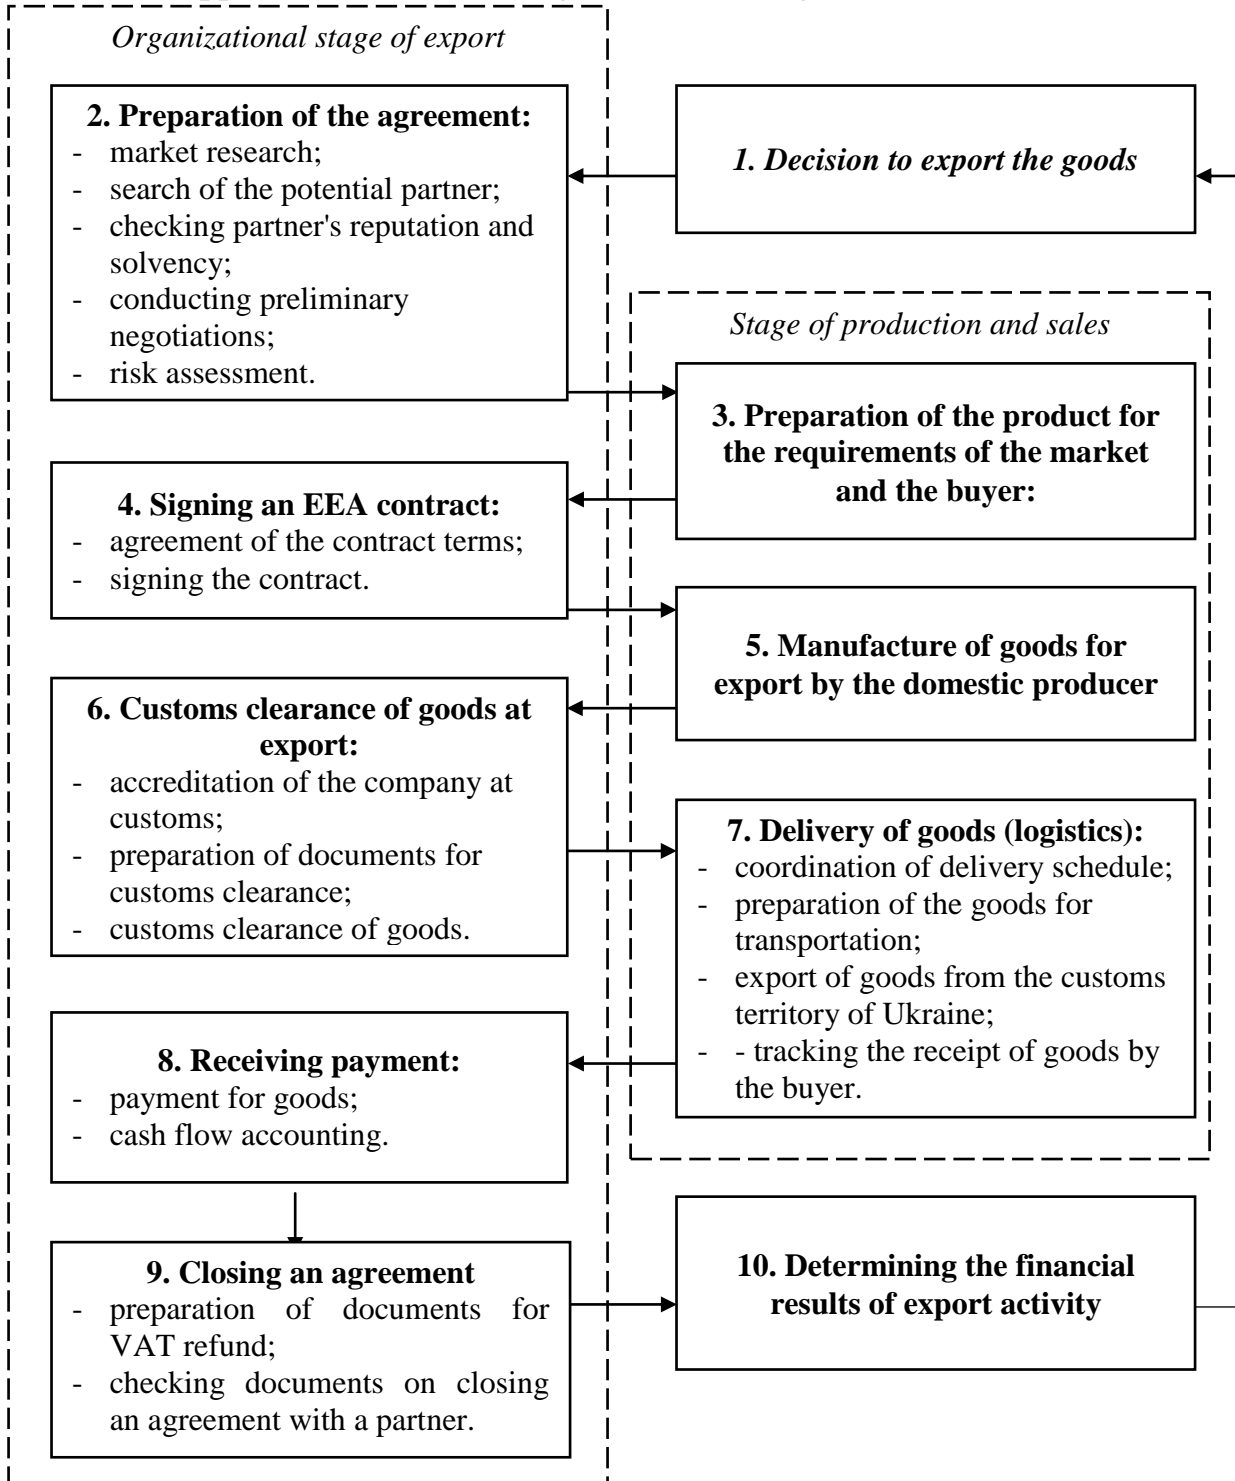 Organizational stage of export
2. Preparation of the agreement:
- market research;
- search of the potential partner;
- checking partner's reputation and
solvency;
- conducting preliminary
negotiations;
- risk assessment.
1. Decision to export the goods
Stage of production and sales
3. Preparation of the product for
the requirements of the market
and the buyer:
4. Signing an EEA contract:
- agreement of the contract terms;
- signing the contract.
5. Manufacture of goods for
export by the domestic producer
6. Customs clearance of goods at
export:
- accreditation of the company at
customs;
- preparation of documents for
customs clearance;
- customs clearance of goods.
7. Delivery of goods (logistics):
- coordination of delivery schedule;
- preparation of the goods for
transportation;
- export of goods from the customs
territory of Ukraine;
- - tracking the receipt of goods by
the buyer.
8. Receiving payment:
- payment for goods;
- cash flow accounting.
9. Closing an agreement
- preparation of documents for
VAT refund;
- checking documents on closing
an agreement with a partner.
10. Determining the financial
results of export activity